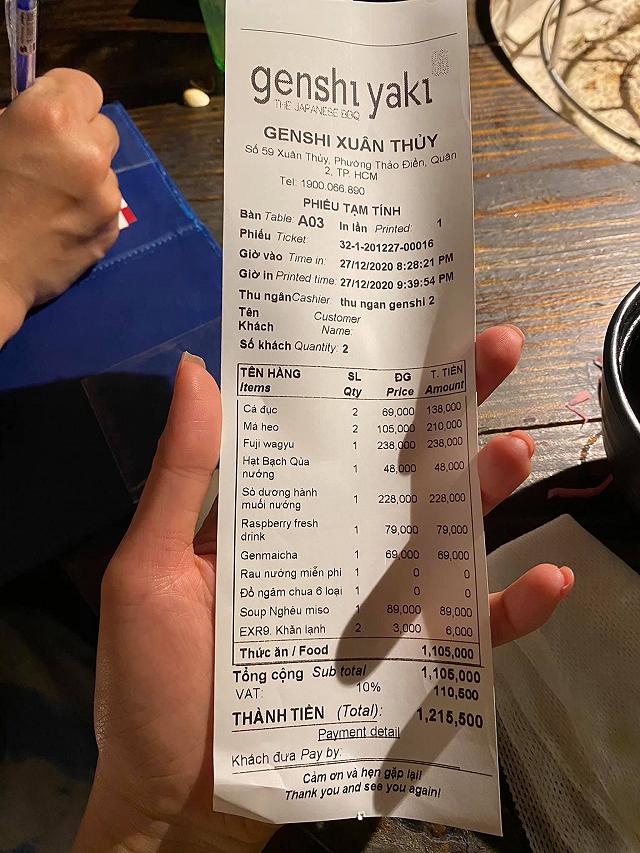 genshi yaki
THE JAPANESE BBQ
GENSHI XUÂN THỦY
Số 59 Xuân Thủy, Phường Thảo Điền, Quận
2, TP. HCM
Tel: 1900.066.890
PHIẾU TẠM TÍNH
Bàn Table: A03 In lần Printed: 1
Phiếu Ticket: 32-1-201227-00016
Giờ vào Time in: 27/12/2020 8:28:21 PM
Giờ in Printed time: 27/12/2020 9:39:54 PM
Thu ngân Cashier: thu ngan genshi 2
Tên Khách Customer Name:
Số khách Quantity: 2
TÊN HÀNG SL ĐG T. TIỀN
Items Qty Price Amount
Cá đục 2 69,000 138,000
Má heo 2 105,000 210,000
Fuji wagyu 1 238,000 238,000
Hạt Bạch Qủa
nướng 1 48,000 48,000
Sò dương hành
muối nướng 1 228,000 228,000
Raspberry fresh
drink 1 79,000 79,000
Genmaicha 1 69,000 69,000
Rau nướng miễn phí 1 0 0
Đồ ngâm chua 6 loại 1 0 0
Soup Nghêu miso 1 89,000 89,000
EXR9. Khăn lạnh 2 3,000 6,000
Thức ăn / Food 1,105,000
Tổng cộng Sub total 1,105,000
VAT: 10% 110,500
THÀNH TIỀN (Total): 1,215,500
Payment detail
Khách đưa Pay by:
Cảm ơn và hẹn gặp lại!
Thank you and see you again!